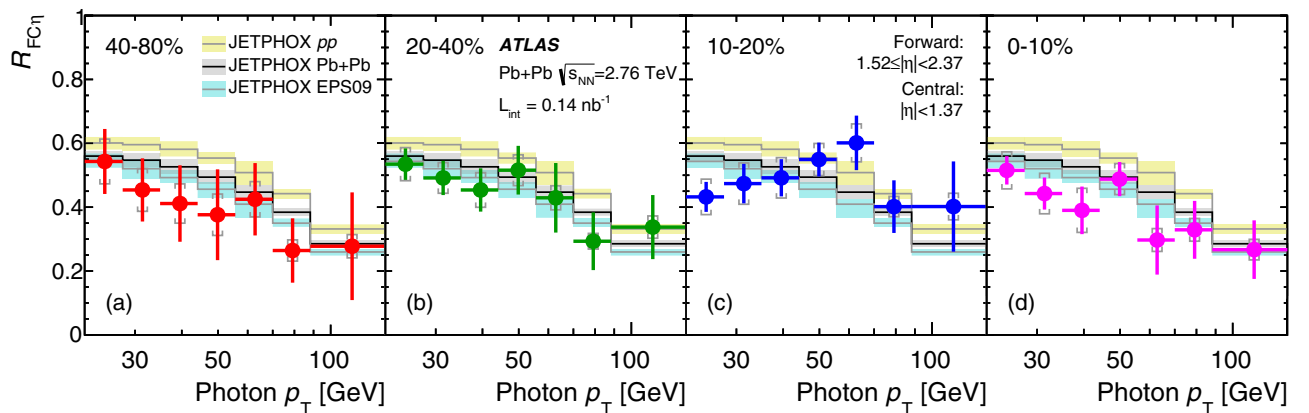 R_FCη
1
0.8
0.6
0.4
0.2
0
40-80%
JETPHOX pp
JETPHOX Pb+Pb
JETPHOX EPS09
(a)
20-40%
ATLAS
Pb+Pb √s_NN=2.76 TeV
L_int = 0.14 nb⁻¹
(b)
10-20%
Forward:
1.52≤|η|<2.37
Central:
|η|<1.37
(c)
0-10%
(d)
30 50 100
30 50 100
30 50 100
30 50 100
Photon p_T [GeV]
Photon p_T [GeV]
Photon p_T [GeV]
Photon p_T [GeV]